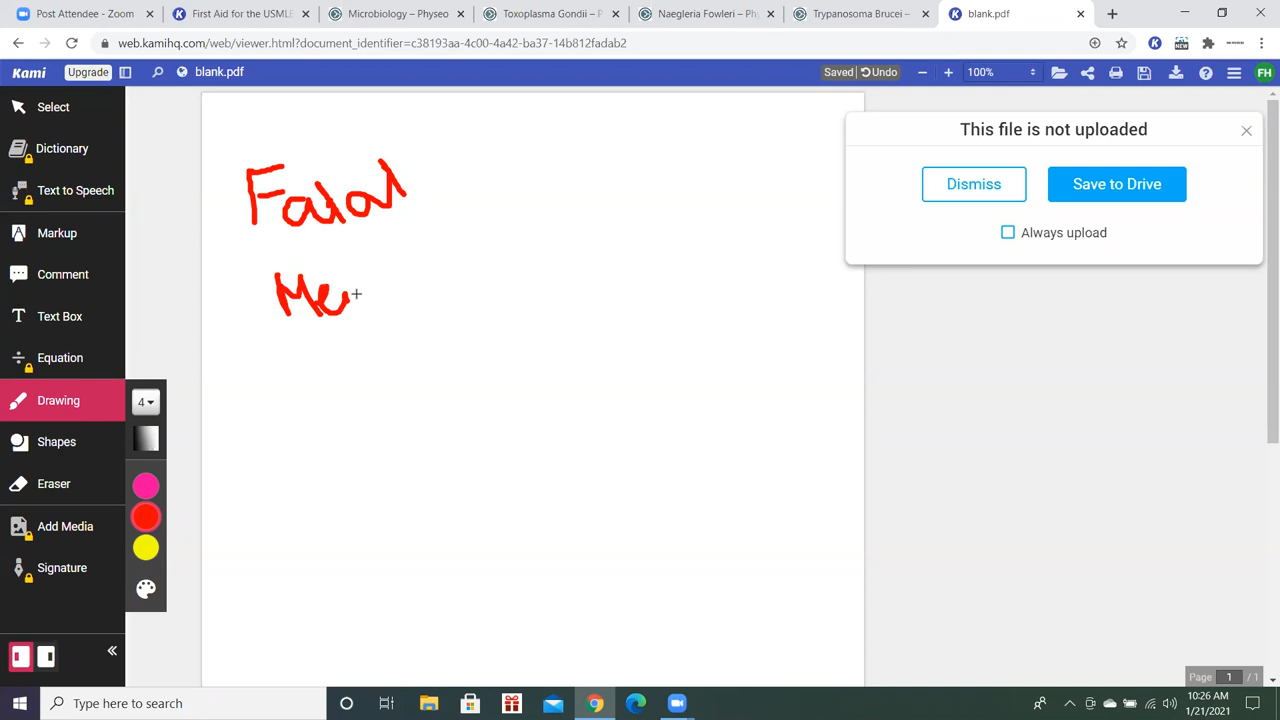 Post Attendee - Zoom
First Aid for the USMLE
Microbiology – Physeo
Toxoplasma Gondii – P
Naegleria Fowleri – Ph
Trypanosoma Brucei –
blank.pdf
web.kamihq.com/web/viewer.html?document_identifier=c38193aa-4c00-4a42-ba37-14b812fadab2
NEW
Kami
Upgrade
blank.pdf
Saved
Undo
100%
FH
Select
Dictionary
Text to Speech
Markup
Comment
Text Box
Equation
Drawing
4
Shapes
Eraser
Add Media
Signature
This file is not uploaded
Dismiss
Save to Drive
Always upload
Fatal
Me
Page 1 / 1
Type here to search
10:26 AM
1/21/2021